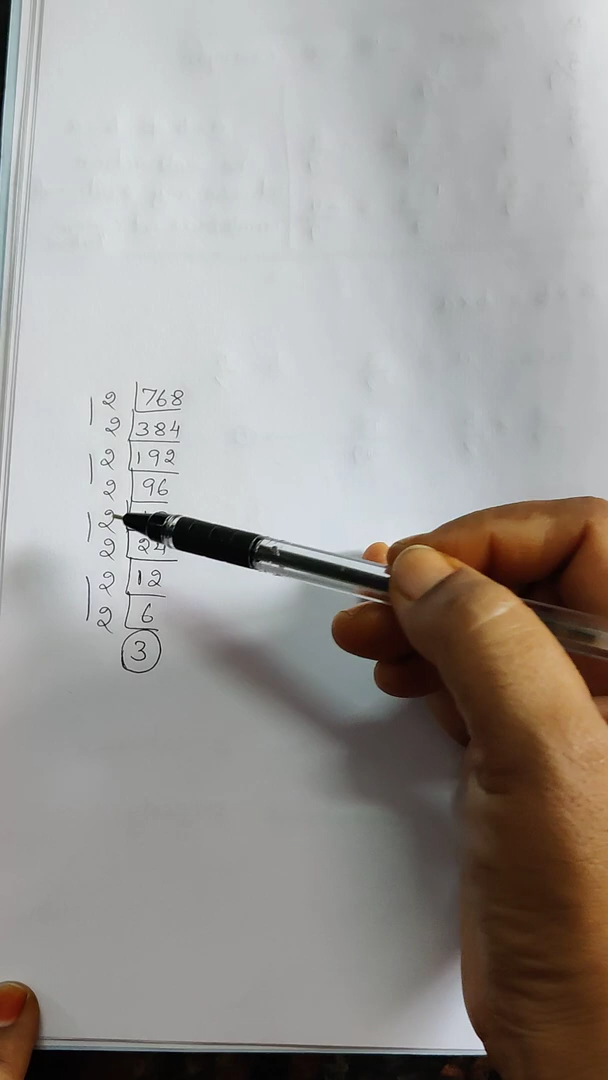 2 | 768
2 | 384
2 | 192
2 | 96
2
2 | 24
2 | 12
2 | 6
3